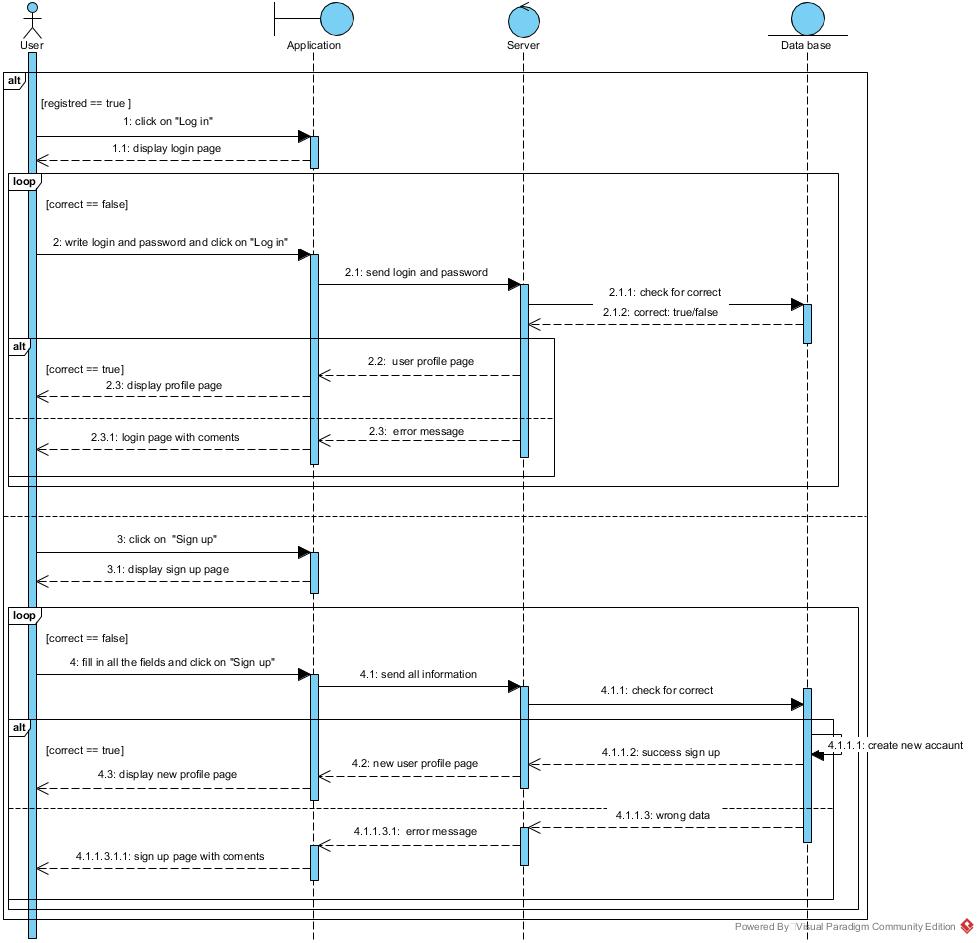 User
Application
Server
Data base
alt
[registred == true ]
1: click on "Log in"
1.1: display login page
loop
[correct == false]
2: write login and password and click on "Log in"
2.1: send login and password
2.1.1: check for correct
2.1.2: correct: true/false
alt
[correct == true]
2.2:  user profile page
2.3: display profile page
2.3:  error message
2.3.1: login page with coments
3: click on  "Sign up"
3.1: display sign up page
loop
[correct == false]
4: fill in all the fields and click on "Sign up"
4.1: send all information
4.1.1: check for correct
alt
[correct == true]
4.1.1.1: create new accaunt
4.1.1.2: success sign up
4.2: new user profile page
4.3: display new profile page
4.1.1.3: wrong data
4.1.1.3.1:  error message
4.1.1.3.1.1: sign up page with coments
Powered By Visual Paradigm Community Edition